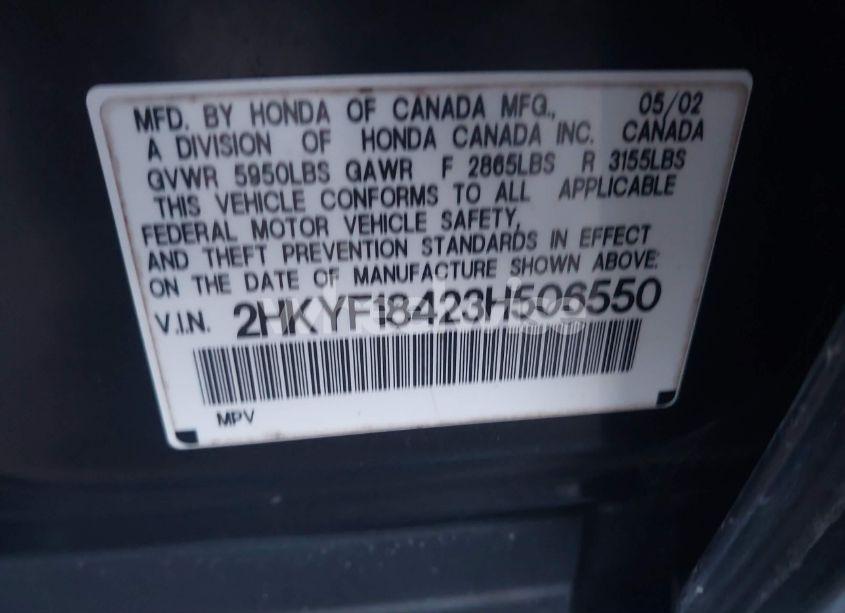 MFD. BY HONDA OF CANADA MFG., 05/02
A DIVISION OF HONDA CANADA INC. CANADA
GVWR 5950LBS GAWR F 2865LBS R 3155LBS
THIS VEHICLE CONFORMS TO ALL APPLICABLE
FEDERAL MOTOR VEHICLE SAFETY,
AND THEFT PREVENTION STANDARDS IN EFFECT
ON THE DATE OF MANUFACTURE SHOWN ABOVE:
V.I.N. 2HKYF18423H506550
MPV